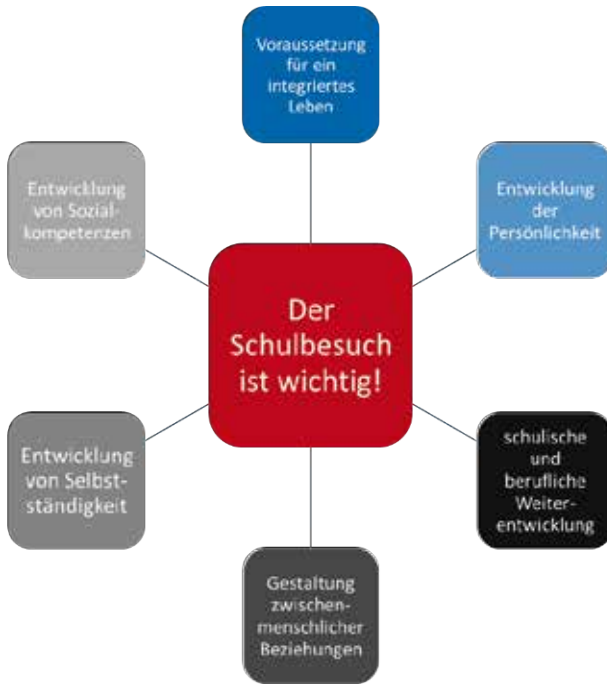 Voraussetzung
für ein
integriertes
Leben
Entwicklung
von Sozial-
kompetenzen
Entwicklung
der
Persönlichkeit
Der
Schulbesuch
ist wichtig!
Entwicklung
von Selbst-
ständigkeit
schulische
und
berufliche
Weiter-
entwicklung
Gestaltung
zwischen-
menschlicher
Beziehungen